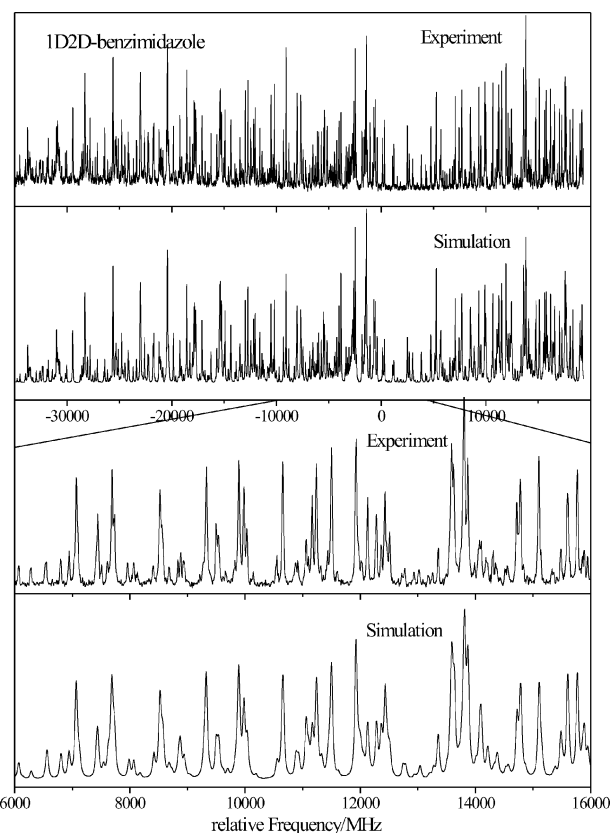 1D2D-benzimidazole
Experiment
Simulation
-30000 -20000 -10000 0 10000
Experiment
Simulation
6000 8000 10000 12000 14000 16000
relative Frequency/MHz